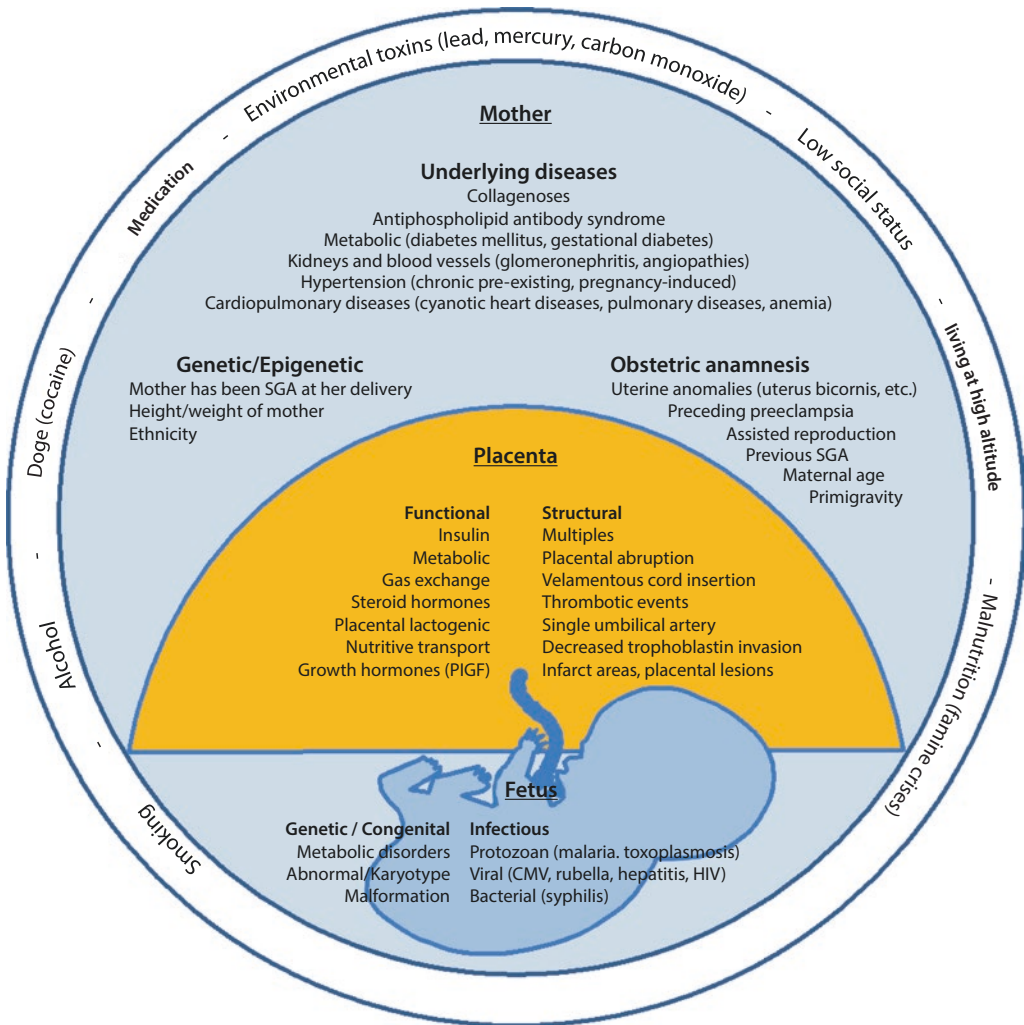 Smoking - Alcohol - Doge (cocaine) - Medication - Environmental toxins (lead, mercury, carbon monoxide) - Low social status - living at high altitude - Malnutrition (famine crises)
Mother
Underlying diseases
Collagenoses
Antiphospholipid antibody syndrome
Metabolic (diabetes mellitus, gestational diabetes)
Kidneys and blood vessels (glomeronephritis, angiopathies)
Hypertension (chronic pre-existing, pregnancy-induced)
Cardiopulmonary diseases (cyanotic heart diseases, pulmonary diseases, anemia)
Genetic/Epigenetic
Mother has been SGA at her delivery
Height/weight of mother
Ethnicity
Obstetric anamnesis
Uterine anomalies (uterus bicornis, etc.)
Preceding preeclampsia
Assisted reproduction
Previous SGA
Maternal age
Primigravity
Placenta
Functional
Insulin
Metabolic
Gas exchange
Steroid hormones
Placental lactogenic
Nutritive transport
Growth hormones (PIGF)
Structural
Multiples
Placental abruption
Velamentous cord insertion
Thrombotic events
Single umbilical artery
Decreased trophoblastin invasion
Infarct areas, placental lesions
Fetus
Genetic / Congenital
Metabolic disorders
Abnormal/Karyotype
Malformation
Infectious
Protozoan (malaria. toxoplasmosis)
Viral (CMV, rubella, hepatitis, HIV)
Bacterial (syphilis)